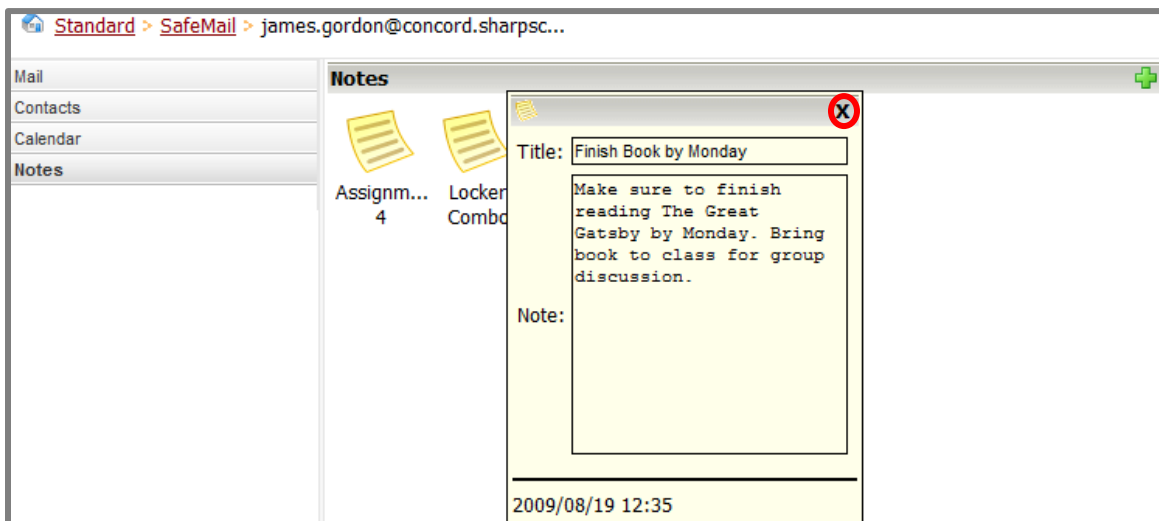 Standard > SafeMail > james.gordon@concord.sharpsc...
Mail
Contacts
Calendar
Notes
Notes
Assignm...
4
Locker
Combo
X
Title: Finish Book by Monday
Note:
Make sure to finish
reading The Great
Gatsby by Monday. Bring
book to class for group
discussion.
2009/08/19 12:35